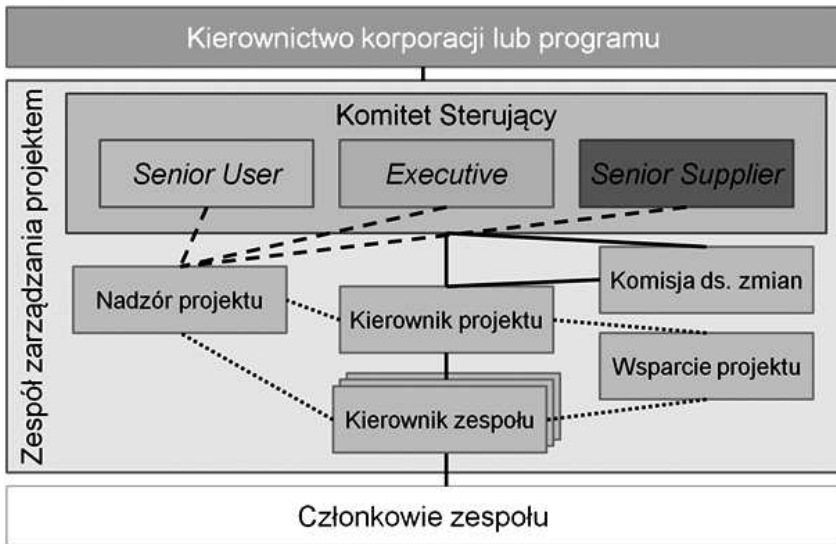 Kierownictwo korporacji lub programu
Zespół zarządzania projektem
Komitet Sterujący
Senior User
Executive
Senior Supplier
Nadzór projektu
Kierownik projektu
Komisja ds. zmian
Wsparcie projektu
Kierownik zespołu
Członkowie zespołu